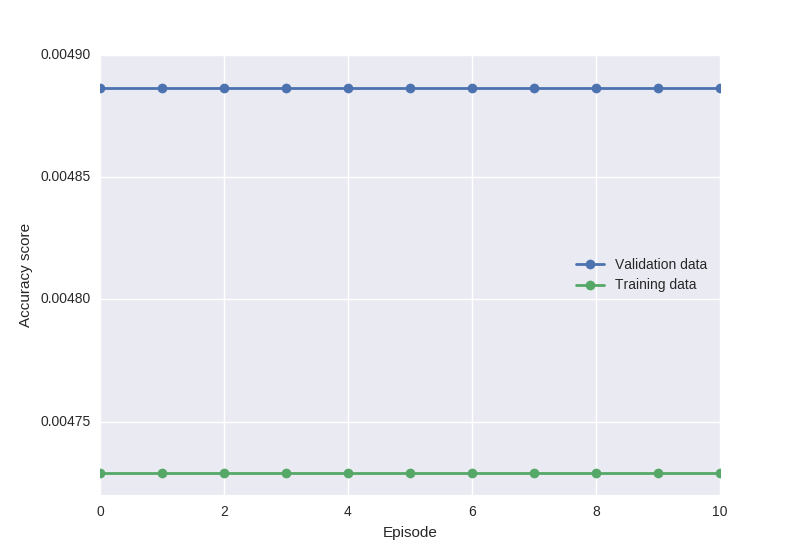 0.00490
0.00485
0.00480
0.00475
Accuracy score
Validation data
Training data
0 2 4 6 8 10
Episode